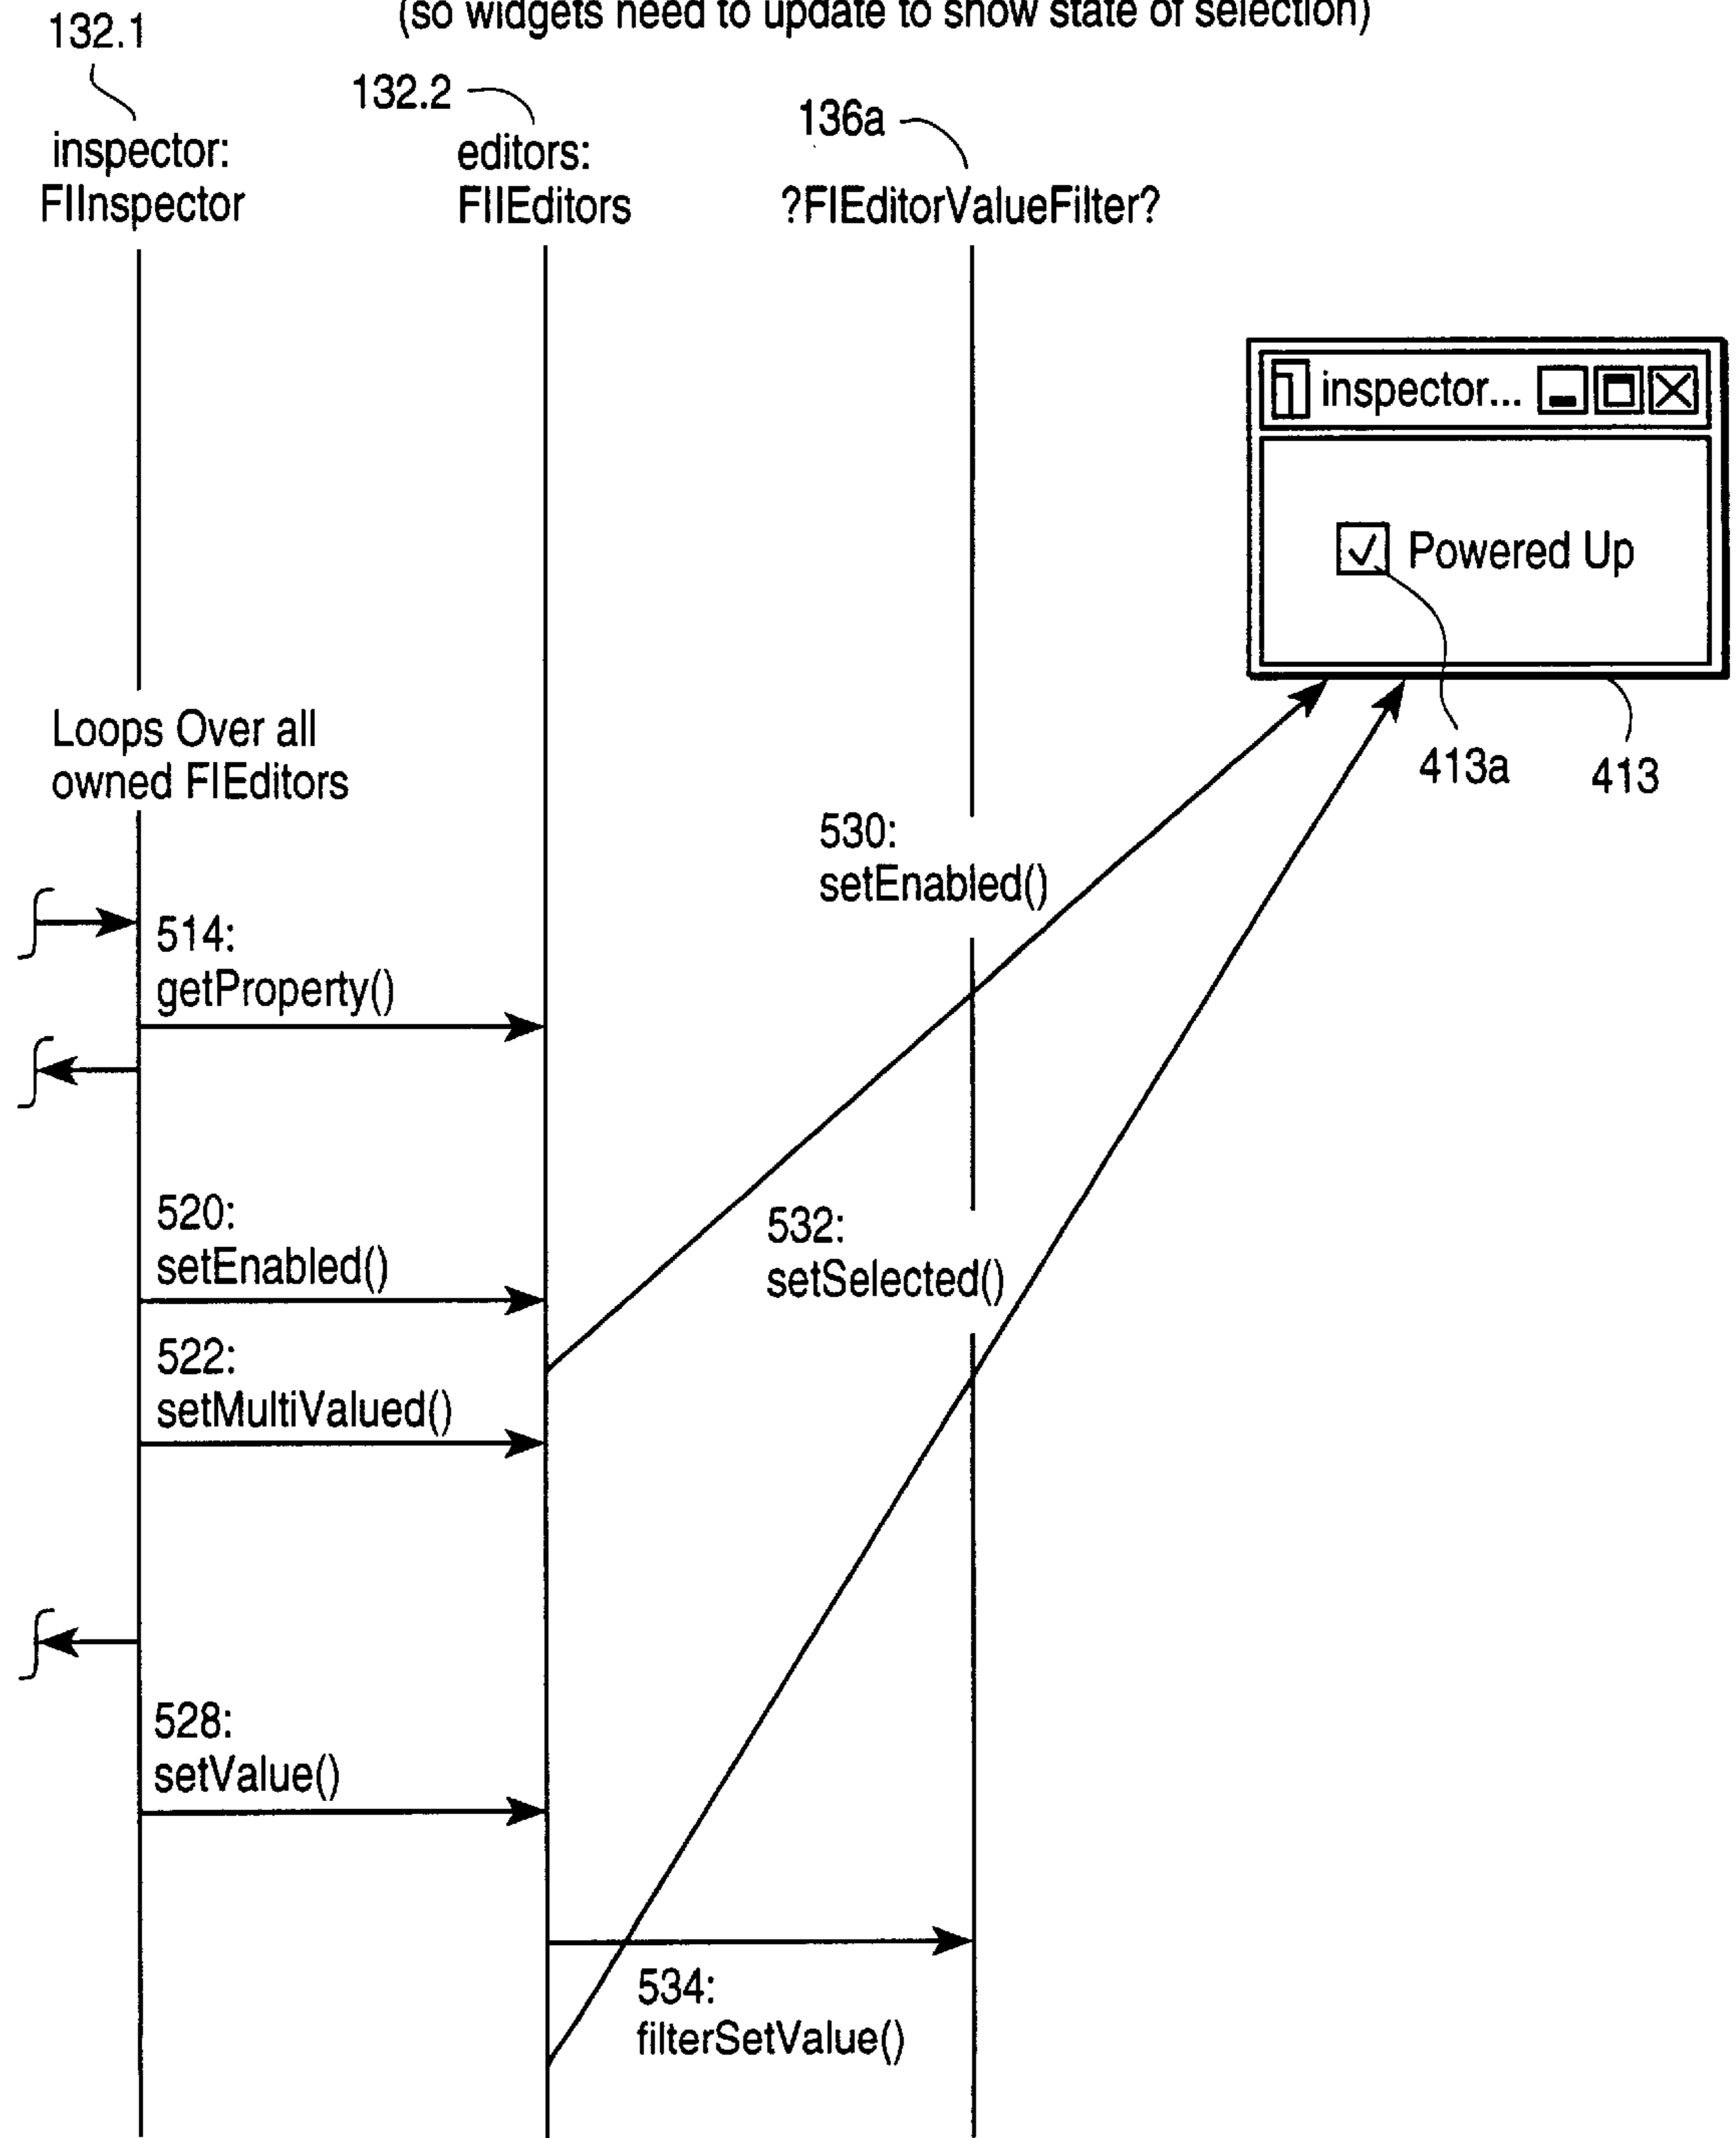 (so widgets need to update to show state of selection)
132.1
132.2
136a
inspector:
FIInspector
editors:
FIIEditors
?FIEditorValueFilter?
inspector...
Powered Up
413a
413
Loops Over all
owned FIEditors
530:
setEnabled()
514:
getProperty()
520:
setEnabled()
532:
setSelected()
522:
setMultiValued()
528:
setValue()
534:
filterSetValue()